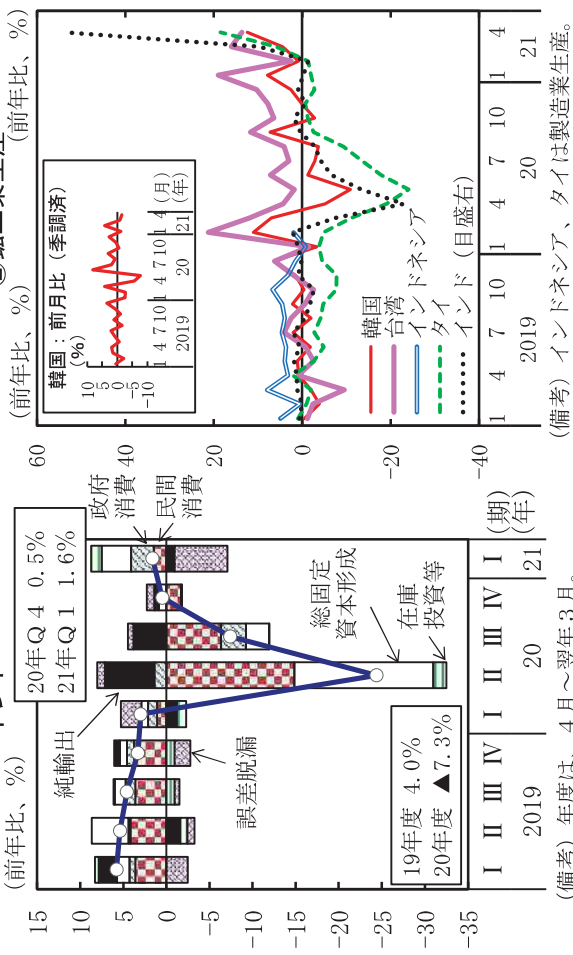 (前年比、%)
15
10
5
0
-5
-10
-15
-20
-25
-30
-35
20年Q4 0.5%
21年Q1 1.6%
政府
消費
民間
消費
純輸出
誤差脱漏
総固定
資本形成
在庫
投資等
19年度 4.0%
20年度 ▲7.3%
I II III IV I II III IV I (期)
2019 20 21 (年)
(備考) 年度は、4月~翌年3月。
(前年比、%) (前年比、%)
60
40
20
0
-20
-40
韓国:前月比(季調済)
(%)
10
5
0
-5
-10
1 4 7 10 1 4 7 10 1 4 (月)
2019 20 21 (年)
韓国
台湾
インドネシア
タイ
インド(目盛右)
1 4 7 10 1 4 7 10 1 4
2019 20 21
(備考) インドネシア、タイは製造業生産。